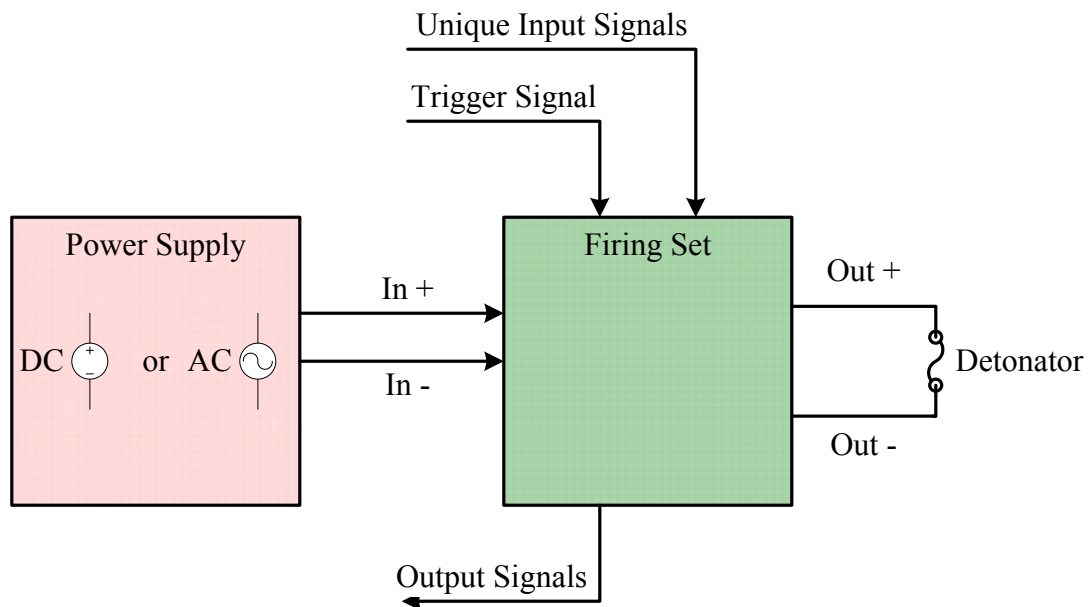 Unique Input Signals
Trigger Signal
Power Supply
Firing Set
In +
Out +
DC + − or AC
Detonator
In -
Out -
Output Signals